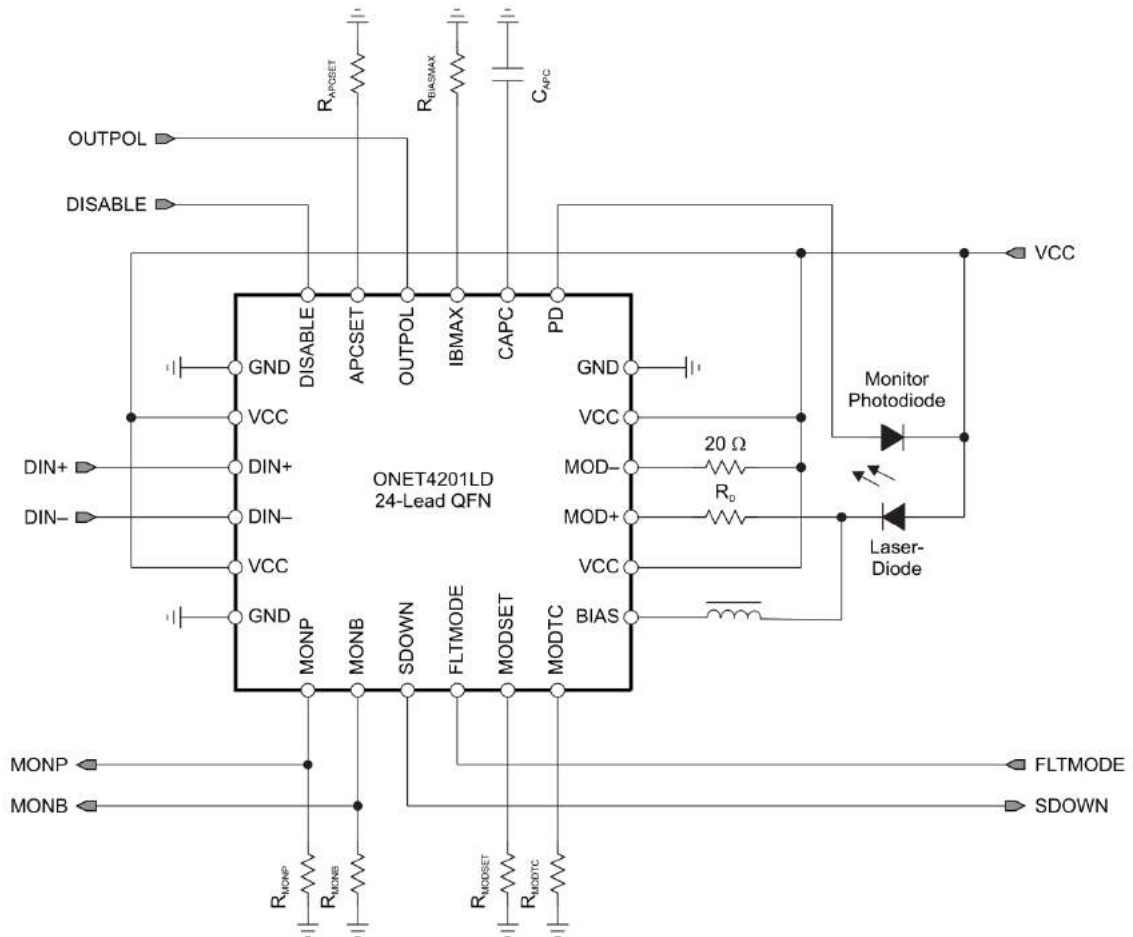 R_APCSET
R_BIASMAX
C_APC
OUTPOL
DISABLE
VCC
DISABLE
APCSET
OUTPOL
IBMAX
CAPC
PD
GND
VCC
DIN+
DIN–
VCC
GND
DIN+
DIN–
ONET4201LD
24-Lead QFN
GND
VCC
MOD–
MOD+
VCC
BIAS
20 Ω
R_D
Monitor
Photodiode
Laser-
Diode
MONP
MONB
SDOWN
FLTMODE
MODSET
MODTC
MONP
MONB
FLTMODE
SDOWN
R_MONP
R_MONB
R_MODSET
R_MODTC